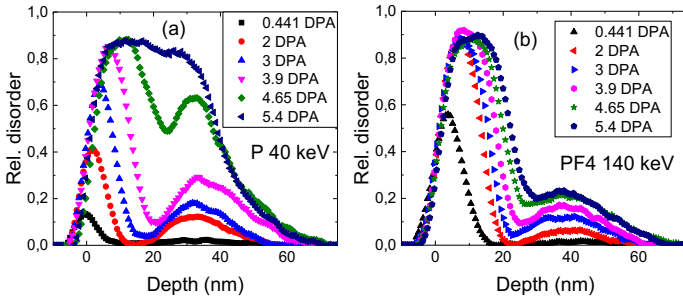 (a)
1,0
0,8
0,6
0,4
0,2
0,0
Rel. disorder
0.441 DPA
2 DPA
3 DPA
3.9 DPA
4.65 DPA
5.4 DPA
P 40 keV
0 20 40 60
Depth (nm)
(b)
1,0
0,8
0,6
0,4
0,2
0,0
Rel. disorder
0.441 DPA
2 DPA
3 DPA
3.9 DPA
4.65 DPA
5.4 DPA
PF4 140 keV
0 20 40 60
Depth (nm)